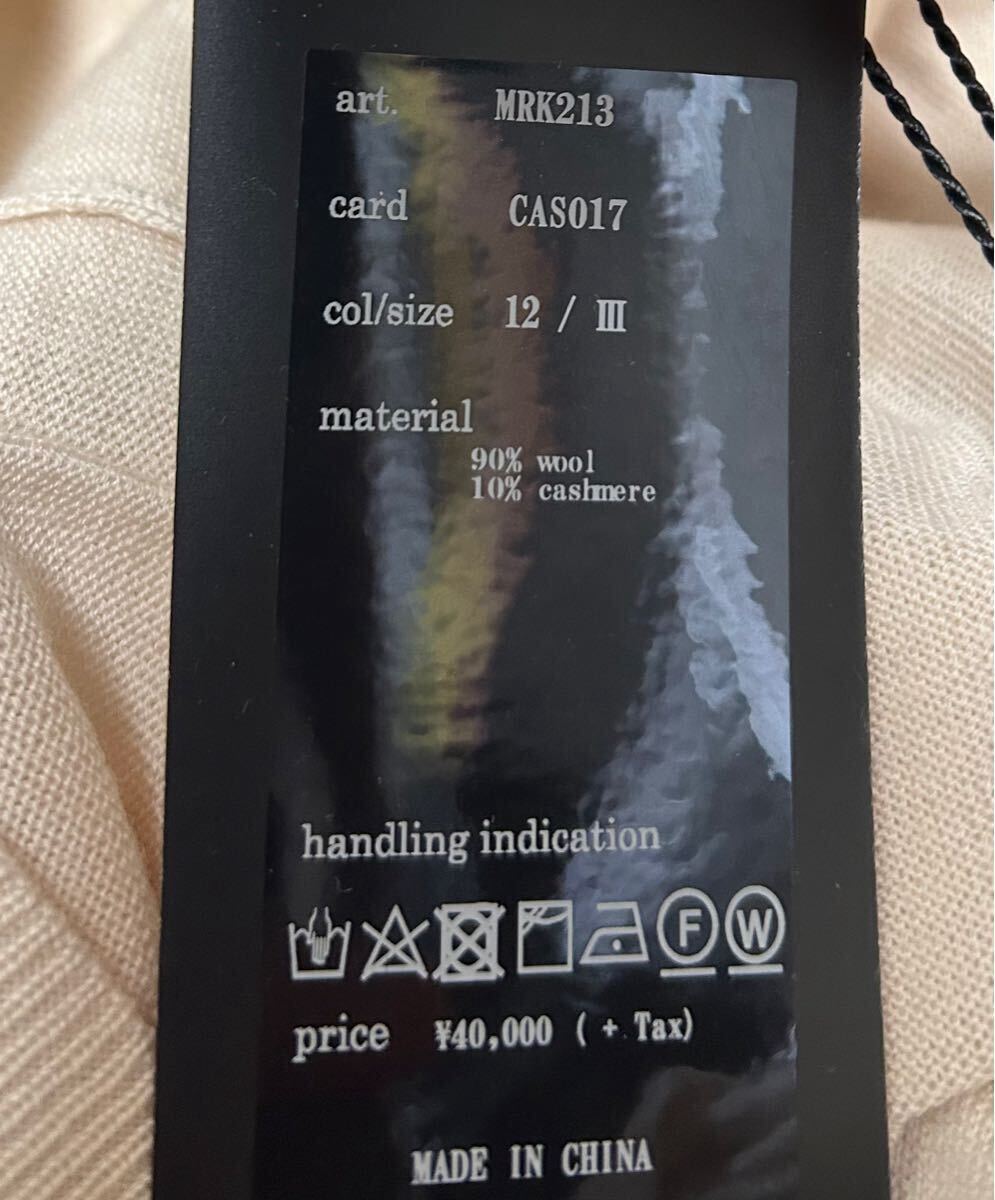 art. MRK213
card CAS017
col/size 12 / Ⅲ
material
90% wool
10% cashmere
handling indication
F W
price ¥40,000 ( + Tax)
MADE IN CHINA